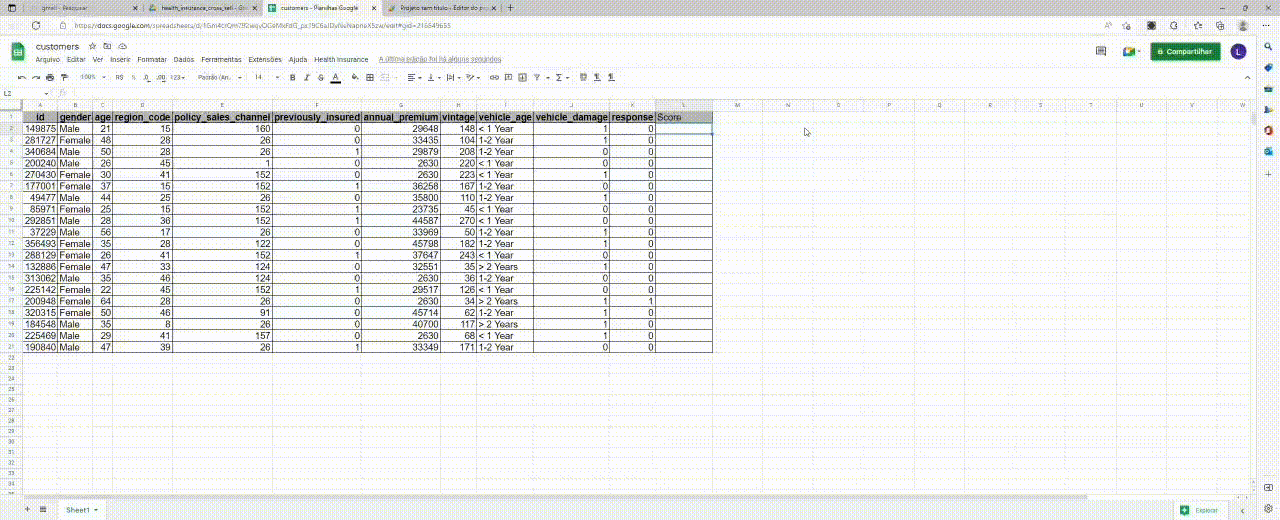 gmail - Pesquisar
health_insurance_cross_sell - Go
customers - Planilhas Google
Projeto sem título - Editor do proj
customers
Arquivo Editar Ver Inserir Formatar Dados Ferramentas Extensões Ajuda Health Insurance A última edição foi há alguns segundos
Compartilhar
L
100% R$ % .0 .00 123 Padrão (Ari... 14 B I S A
L2
A B C D E F G H I J K L M N O P Q R S T U V W
id gender age region_code policy_sales_channel previously_insured annual_premium vintage vehicle_age vehicle_damage response Score
149875 Male 21 15 160 0 29648 148 < 1 Year 1 0
281727 Female 48 28 26 0 33435 104 1-2 Year 1 0
340684 Male 50 28 26 1 29879 208 1-2 Year 0 0
200240 Male 26 45 1 0 2630 220 < 1 Year 0 0
270430 Female 30 41 152 0 2630 223 < 1 Year 1 0
177001 Female 37 15 152 1 36258 167 1-2 Year 0 0
49477 Male 44 25 26 0 35800 110 1-2 Year 1 0
85971 Female 25 15 152 1 23735 45 < 1 Year 0 0
292851 Male 28 36 152 1 44587 270 < 1 Year 0 0
37229 Male 56 17 26 0 33969 50 1-2 Year 1 0
356493 Female 35 28 122 0 45798 182 1-2 Year 1 0
288129 Female 26 41 152 1 37647 243 < 1 Year 0 0
132886 Female 47 33 124 0 32551 35 > 2 Years 1 0
313062 Male 35 46 124 0 2630 36 1-2 Year 0 0
225142 Female 22 45 152 1 29517 126 < 1 Year 0 0
200948 Female 64 28 26 0 2630 34 > 2 Years 1 1
320315 Female 50 46 91 0 45714 62 1-2 Year 1 0
184548 Male 35 8 26 0 40700 117 > 2 Years 1 0
225469 Male 29 41 157 0 2630 68 < 1 Year 1 0
190840 Male 47 39 26 1 33349 171 1-2 Year 0 0
Sheet1
Explorar